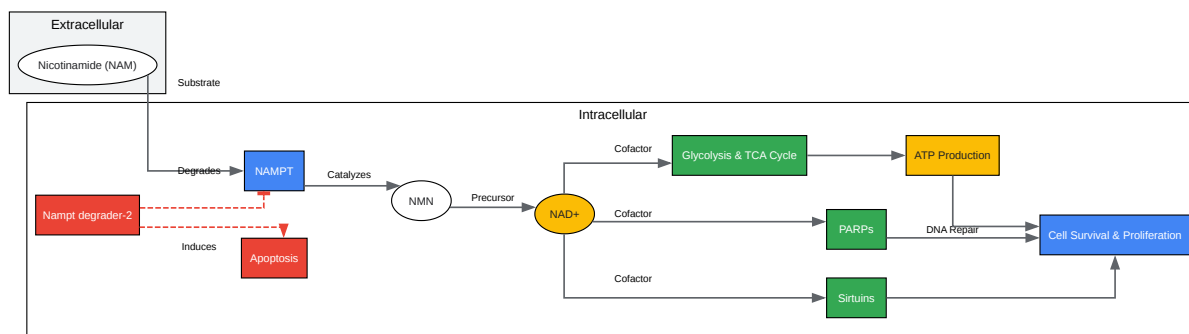 Extracellular
Nicotinamide (NAM)
Substrate
Intracellular
Cofactor
Glycolysis & TCA Cycle
ATP Production
Degrades
NAMPT
Catalyzes
NMN
Precursor
NAD+
Cofactor
PARPs
DNA Repair
Cell Survival & Proliferation
Nampt degrader-2
Induces
Apoptosis
Cofactor
Sirtuins